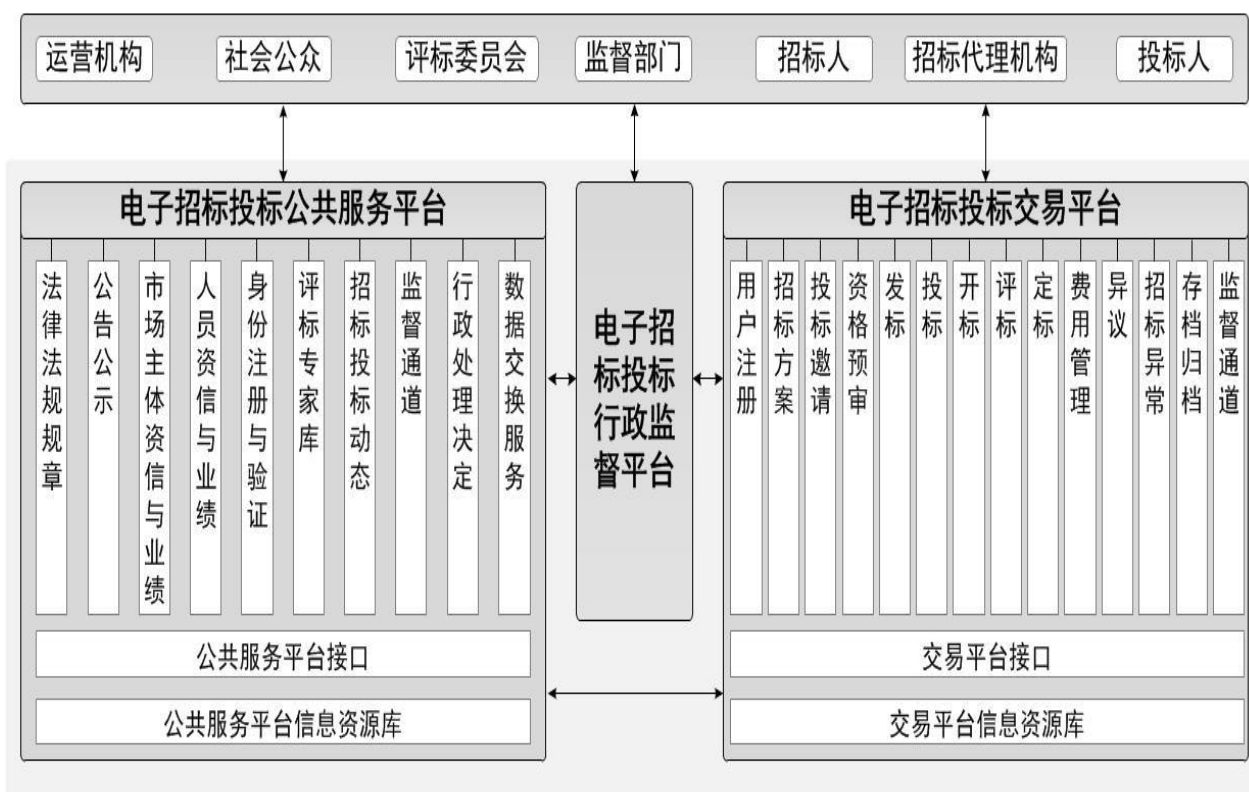 运营机构
社会公众
评标委员会
监督部门
招标人
招标代理机构
投标人
电子招标投标公共服务平台
法律法规规章
公告公示
市场主体资信与业绩
人员资信与业绩
身份注册与验证
评标专家库
招标投标动态
监督通道
行政处理决定
数据交换服务
公共服务平台接口
公共服务平台信息资源库
电子招
标投标
行政监
督平台
电子招标投标交易平台
用户注册
招标方案
投标邀请
资格预审
发标
投标
开标
评标
定标
费用管理
异议
招标异常
存档归档
监督通道
交易平台接口
交易平台信息资源库